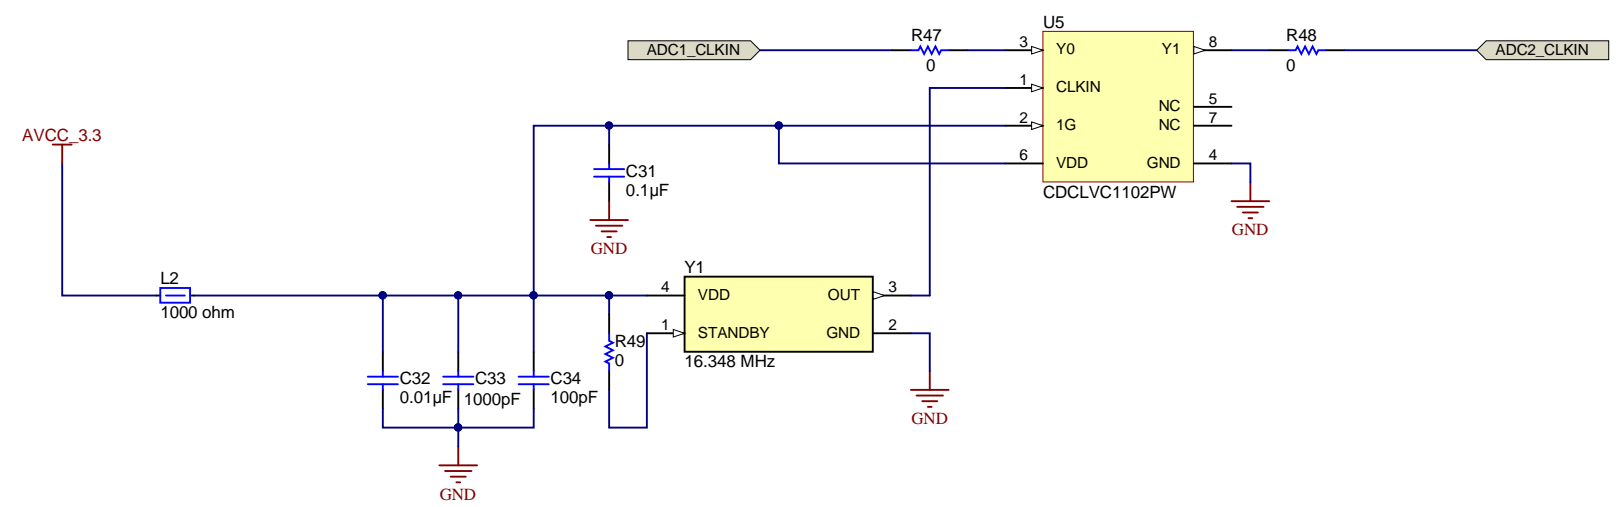 U5
ADC1_CLKIN
R47
0
3
Y0
Y1
8
R48
0
ADC2_CLKIN
1
CLKIN
NC
5
2
1G
NC
7
6
VDD
GND
4
CDCLVC1102PW
GND
AVCC_3.3
C31
0.1µF
GND
L2
1000 ohm
Y1
4
VDD
OUT
3
1
STANDBY
GND
2
16.348 MHz
R49
0
C32
0.01µF
C33
1000pF
C34
100pF
GND
GND